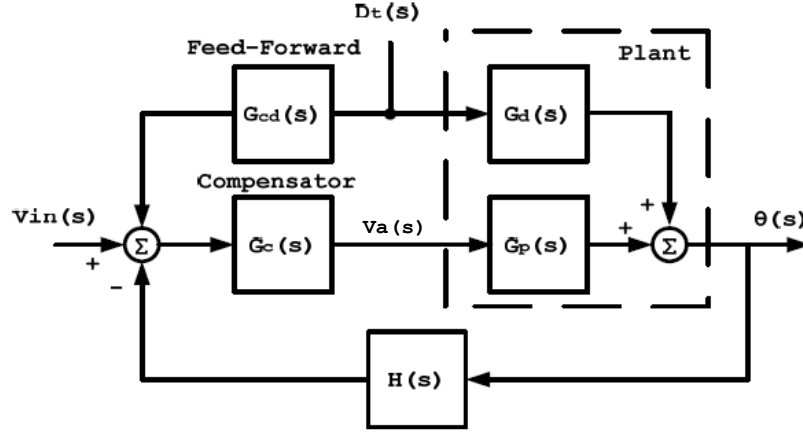 Dt(s)
Feed-Forward
Plant
Gcd(s)
Gd(s)
Compensator
Vin(s)
Σ
+
-
Gc(s)
Va(s)
Gp(s)
+
+
Σ
θ(s)
H(s)